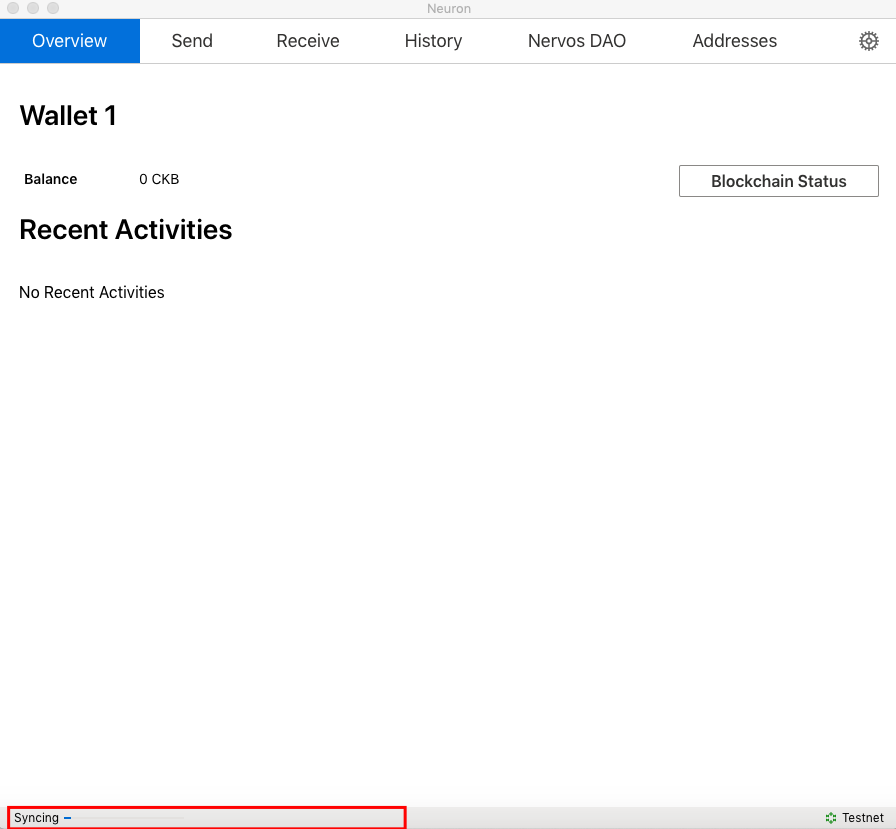 Neuron
Overview Send Receive History Nervos DAO Addresses
Wallet 1
Balance 0 CKB Blockchain Status
Recent Activities
No Recent Activities
Syncing Testnet